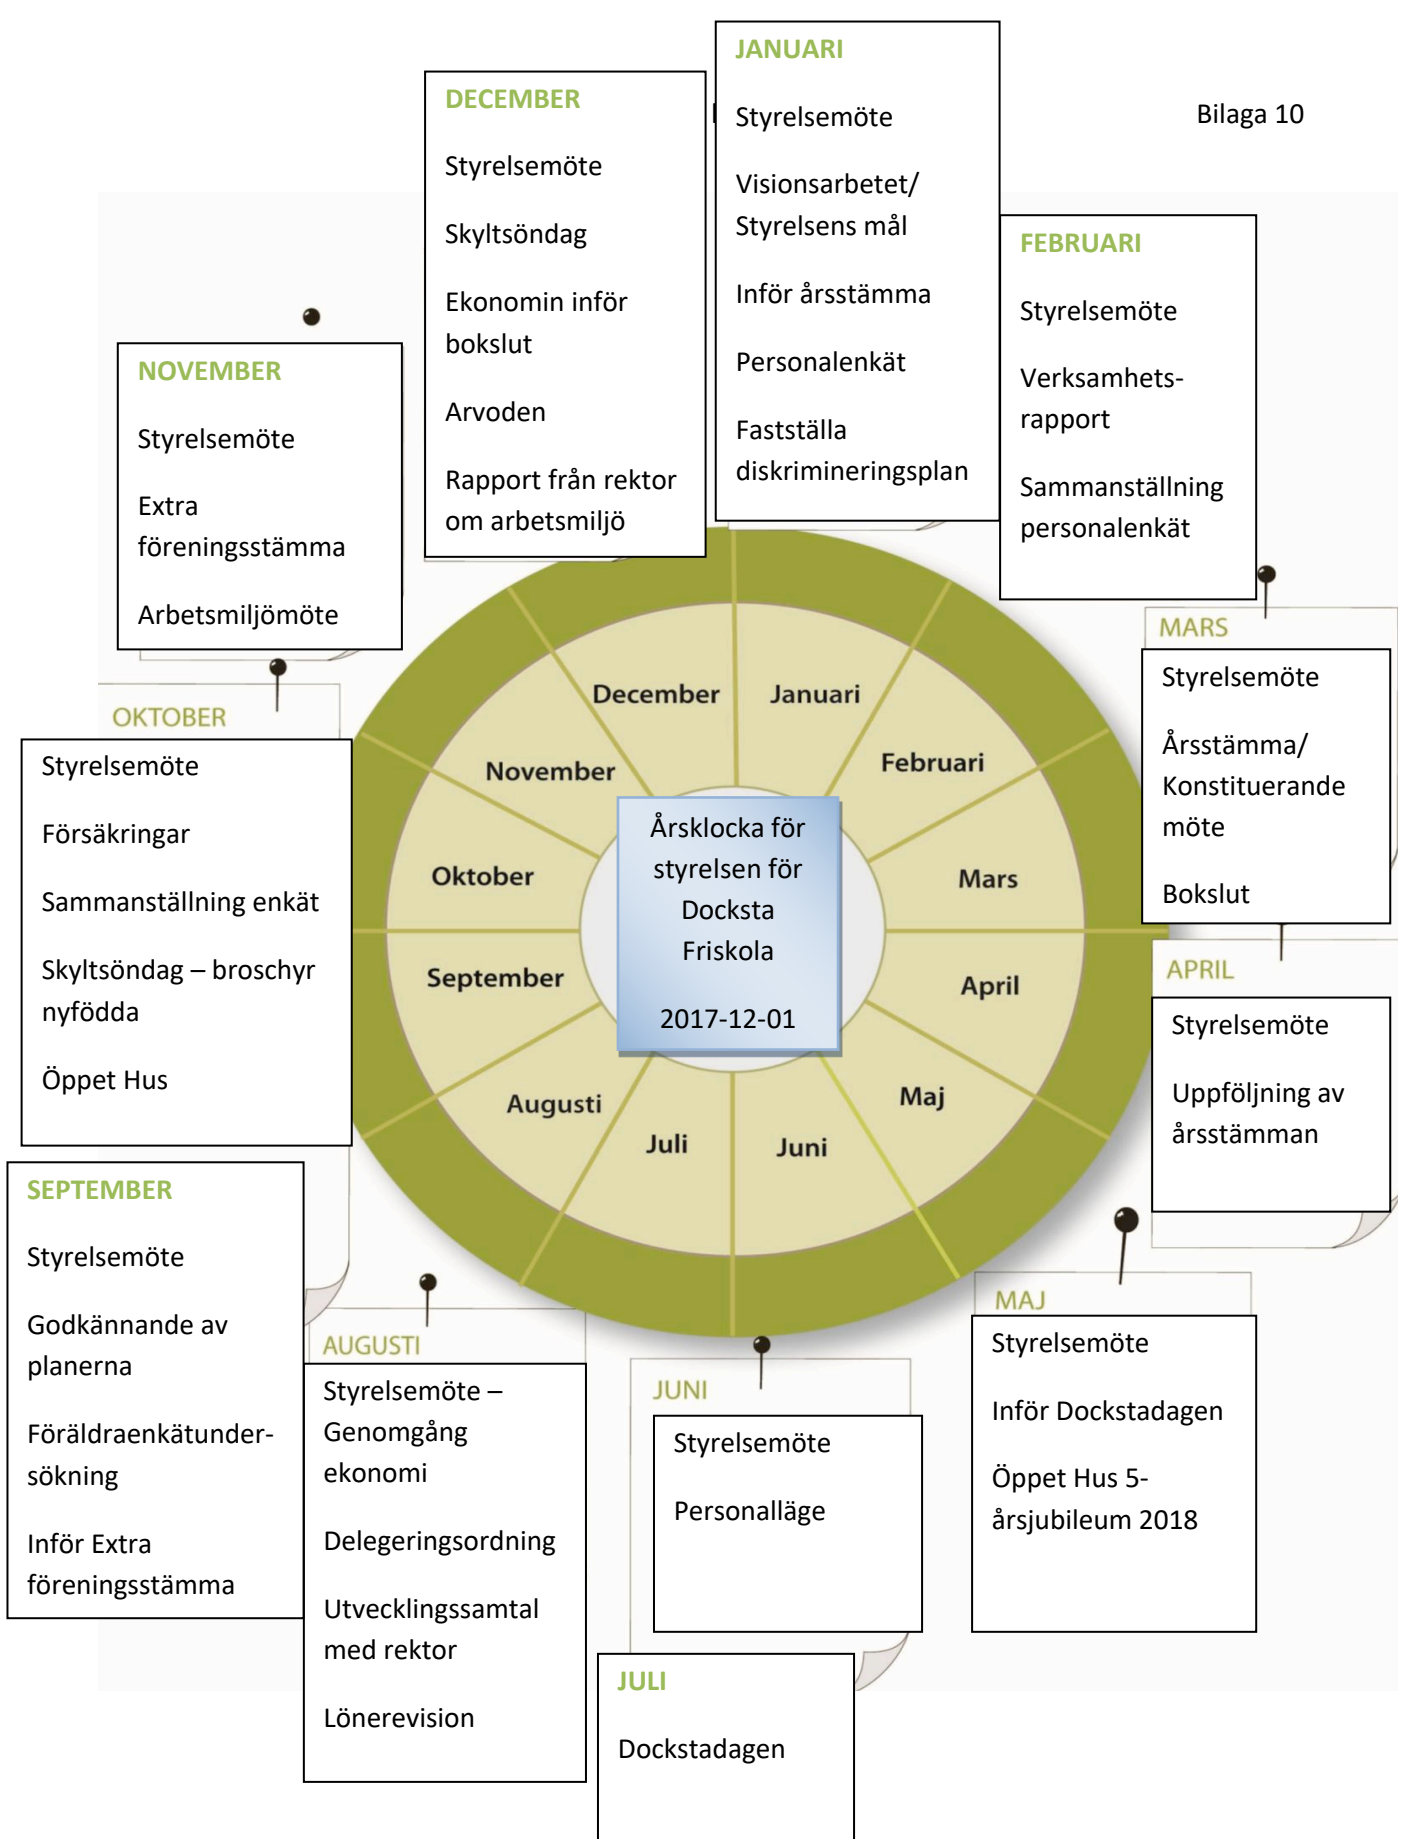 Bilaga 10
JANUARI
Styrelsemöte
Visionsarbetet/
Styrelsens mål
Inför årsstämma
Personalenkät
Fastställa
diskrimineringsplan
FEBRUARI
Styrelsemöte
Verksamhets-
rapport
Sammanställning
personalenkät
MARS
Styrelsemöte
Årsstämma/
Konstituerande
möte
Bokslut
APRIL
Styrelsemöte
Uppföljning av
årsstämman
MAJ
Styrelsemöte
Inför Dockstadagen
Öppet Hus 5-
årsjubileum 2018
JUNI
Styrelsemöte
Personalläge
JULI
Dockstadagen
AUGUSTI
Styrelsemöte –
Genomgång
ekonomi
Delegeringsordning
Utvecklingssamtal
med rektor
Lönerevision
SEPTEMBER
Styrelsemöte
Godkännande av
planerna
Föräldraenkätunder-
sökning
Inför Extra
föreningsstämma
OKTOBER
Styrelsemöte
Försäkringar
Sammanställning enkät
Skyltsöndag – broschyr
nyfödda
Öppet Hus
NOVEMBER
Styrelsemöte
Extra
föreningsstämma
Arbetsmiljömöte
DECEMBER
Styrelsemöte
Skyltsöndag
Ekonomin inför
bokslut
Arvoden
Rapport från rektor
om arbetsmiljö
Januari
Februari
Mars
April
Maj
Juni
Juli
Augusti
September
Oktober
November
December
Årsklocka för
styrelsen för
Docksta
Friskola
2017-12-01